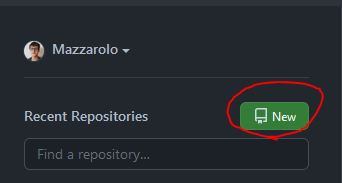 Mazzarolo
Recent Repositories
New
Find a repository...